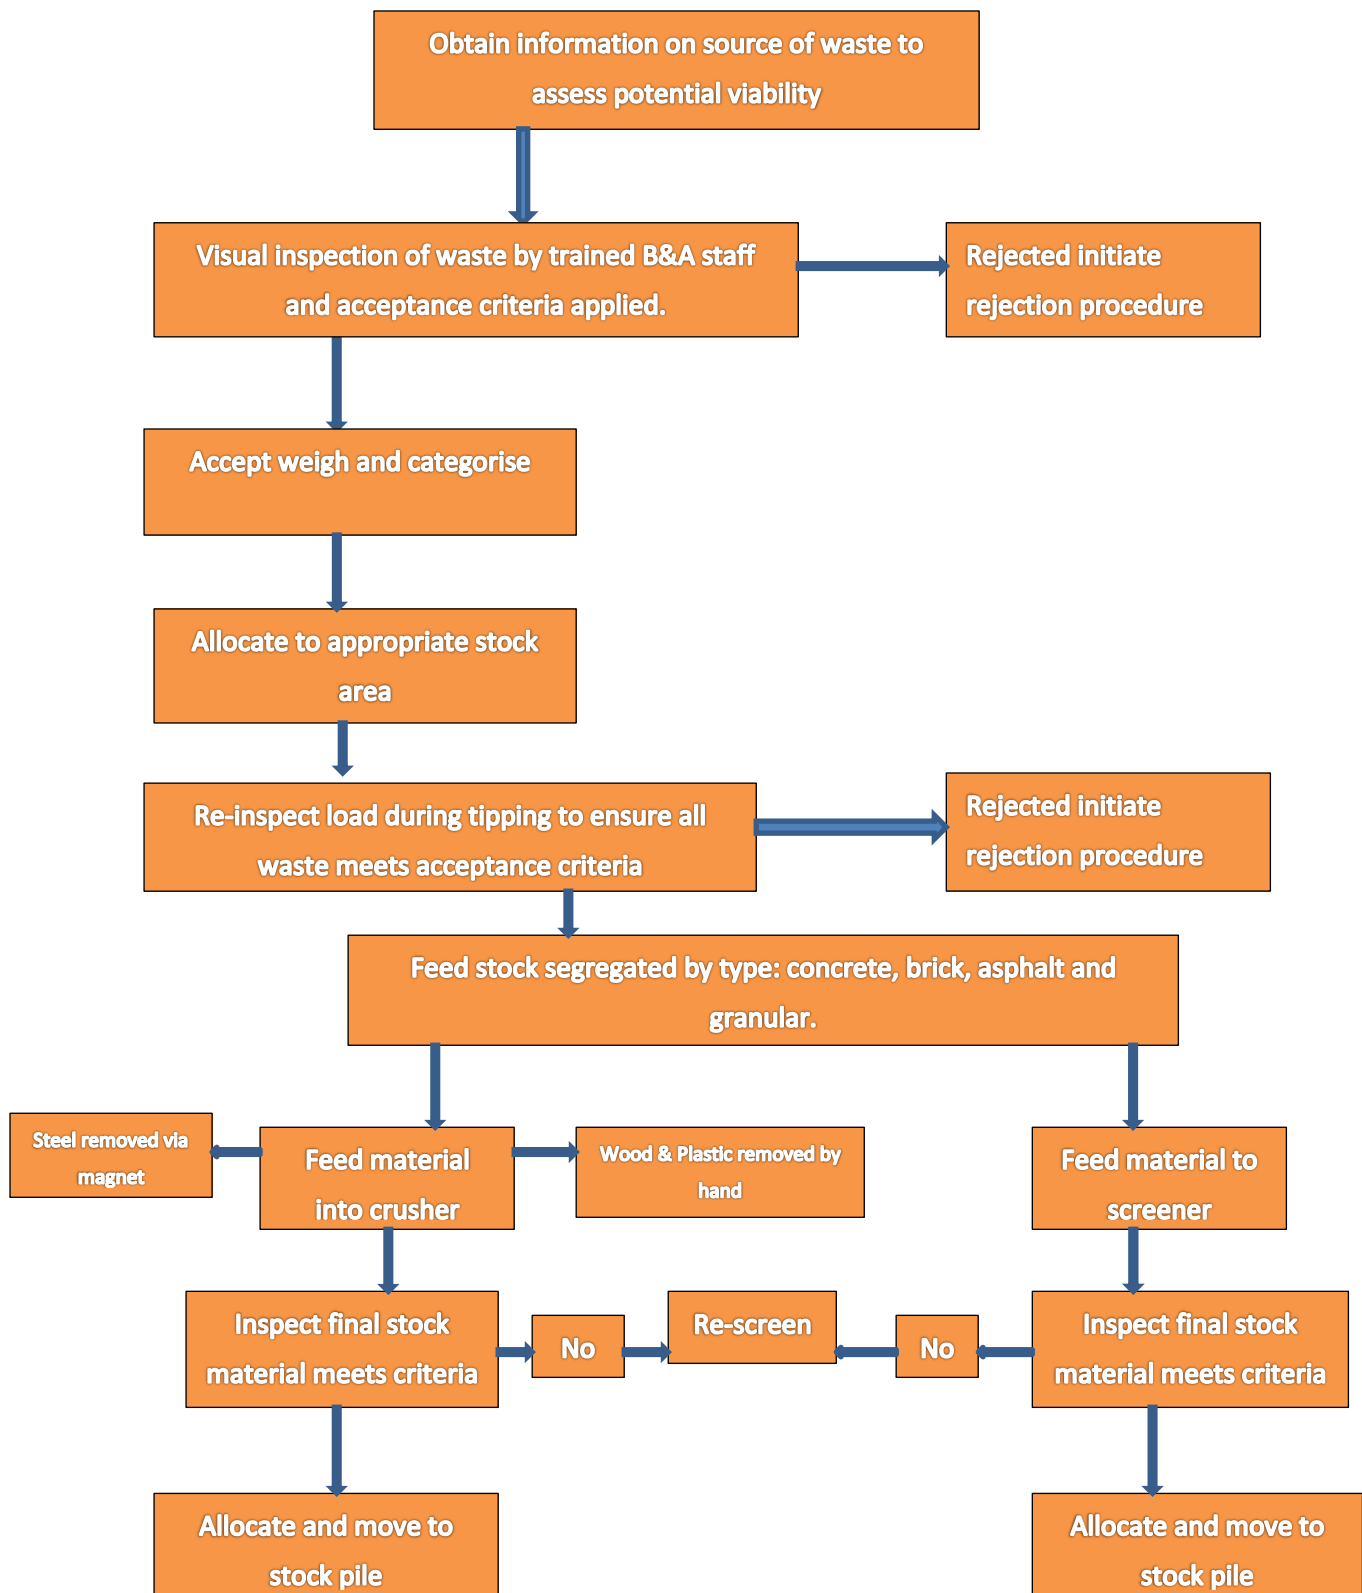 Obtain information on source of waste to
assess potential viability
Visual inspection of waste by trained B&A staff
and acceptance criteria applied.
Rejected initiate
rejection procedure
Accept weigh and categorise
Allocate to appropriate stock
area
Re-inspect load during tipping to ensure all
waste meets acceptance criteria
Rejected initiate
rejection procedure
Feed stock segregated by type: concrete, brick, asphalt and
granular.
Steel removed via
magnet
Feed material
into crusher
Wood & Plastic removed by
hand
Feed material to
screener
Inspect final stock
material meets criteria
No
Re-screen
No
Inspect final stock
material meets criteria
Allocate and move to
stock pile
Allocate and move to
stock pile